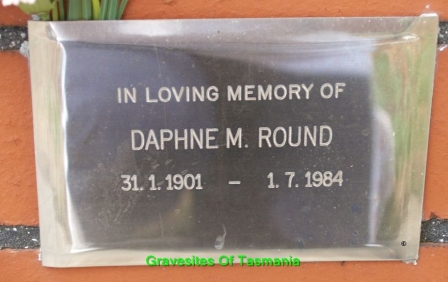 IN LOVING MEMORY OF
DAPHNE M. ROUND
31. 1. 1901 – 1. 7. 1984
Gravesites Of Tasmania